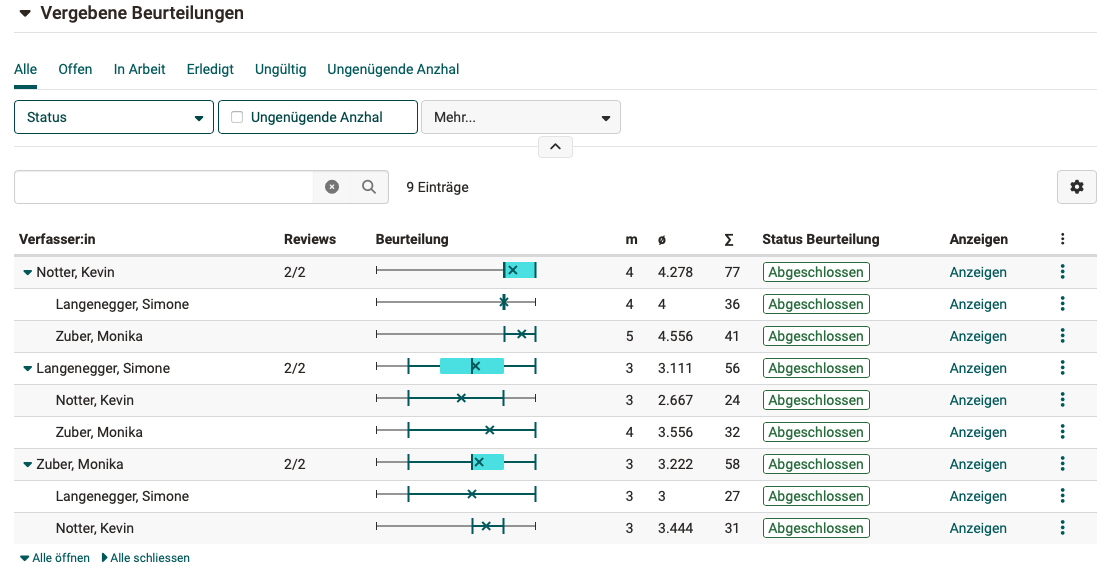 Vergebene Beurteilungen
Alle Offen In Arbeit Erledigt Ungültig Ungenügende Anzhal
Status Ungenügende Anzhal Mehr...
9 Einträge
Verfasser:in Reviews Beurteilung m ø ∑ Status Beurteilung Anzeigen
Notter, Kevin 2/2 4 4.278 77 Abgeschlossen Anzeigen
Langenegger, Simone 4 4 36 Abgeschlossen Anzeigen
Zuber, Monika 5 4.556 41 Abgeschlossen Anzeigen
Langenegger, Simone 2/2 3 3.111 56 Abgeschlossen Anzeigen
Notter, Kevin 3 2.667 24 Abgeschlossen Anzeigen
Zuber, Monika 4 3.556 32 Abgeschlossen Anzeigen
Zuber, Monika 2/2 3 3.222 58 Abgeschlossen Anzeigen
Langenegger, Simone 3 3 27 Abgeschlossen Anzeigen
Notter, Kevin 3 3.444 31 Abgeschlossen Anzeigen
Alle öffnen Alle schliessen